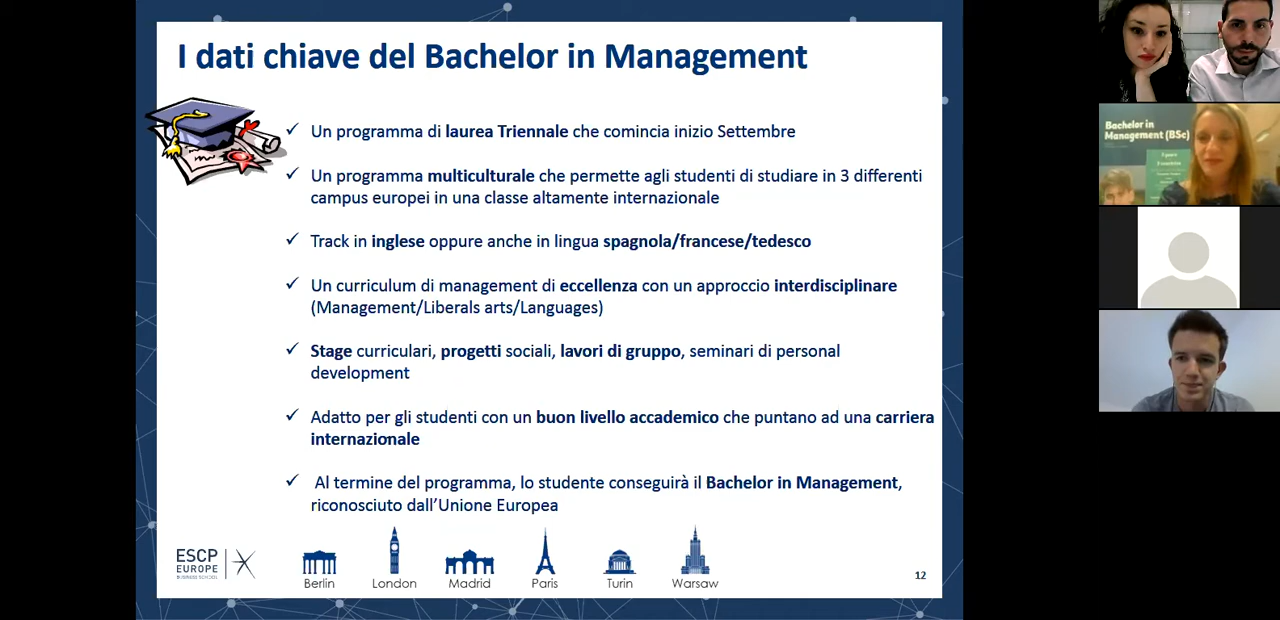 I dati chiave del Bachelor in Management
✓ Un programma di laurea Triennale che comincia inizio Settembre
✓ Un programma multiculturale che permette agli studenti di studiare in 3 differenti
campus europei in una classe altamente internazionale
✓ Track in inglese oppure anche in lingua spagnola/francese/tedesco
✓ Un curriculum di management di eccellenza con un approccio interdisciplinare
(Management/Liberals arts/Languages)
✓ Stage curriculari, progetti sociali, lavori di gruppo, seminari di personal
development
✓ Adatto per gli studenti con un buon livello accademico che puntano ad una carriera
internazionale
✓ Al termine del programma, lo studente conseguirà il Bachelor in Management,
riconosciuto dall'Unione Europea
ESCP
EUROPE
BUSINESS SCHOOL
Berlin London Madrid Paris Turin Warsaw
12
Bachelor in
Management (BSc)